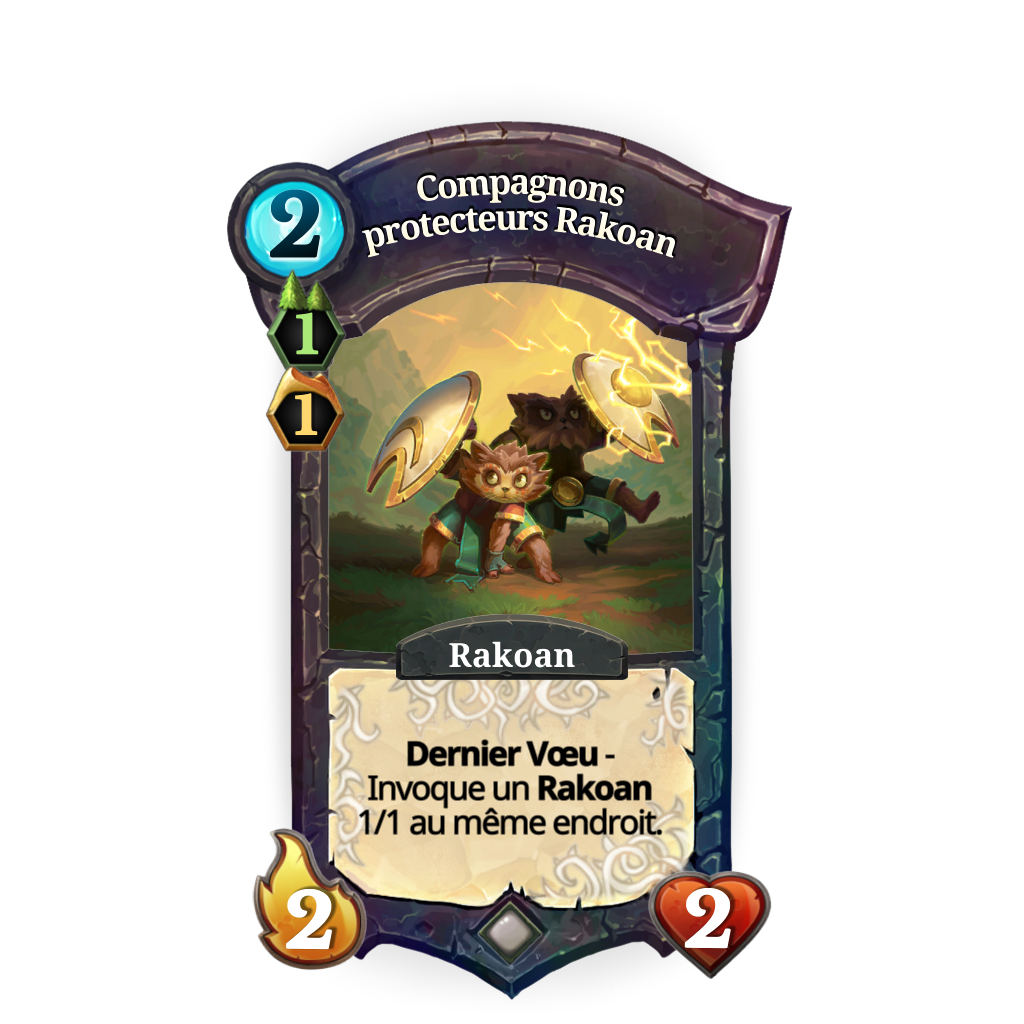 Compagnons
protecteurs Rakoan
2
1
1
Rakoan
Dernier Vœu -
Invoque un Rakoan
1/1 au même endroit.
2
2